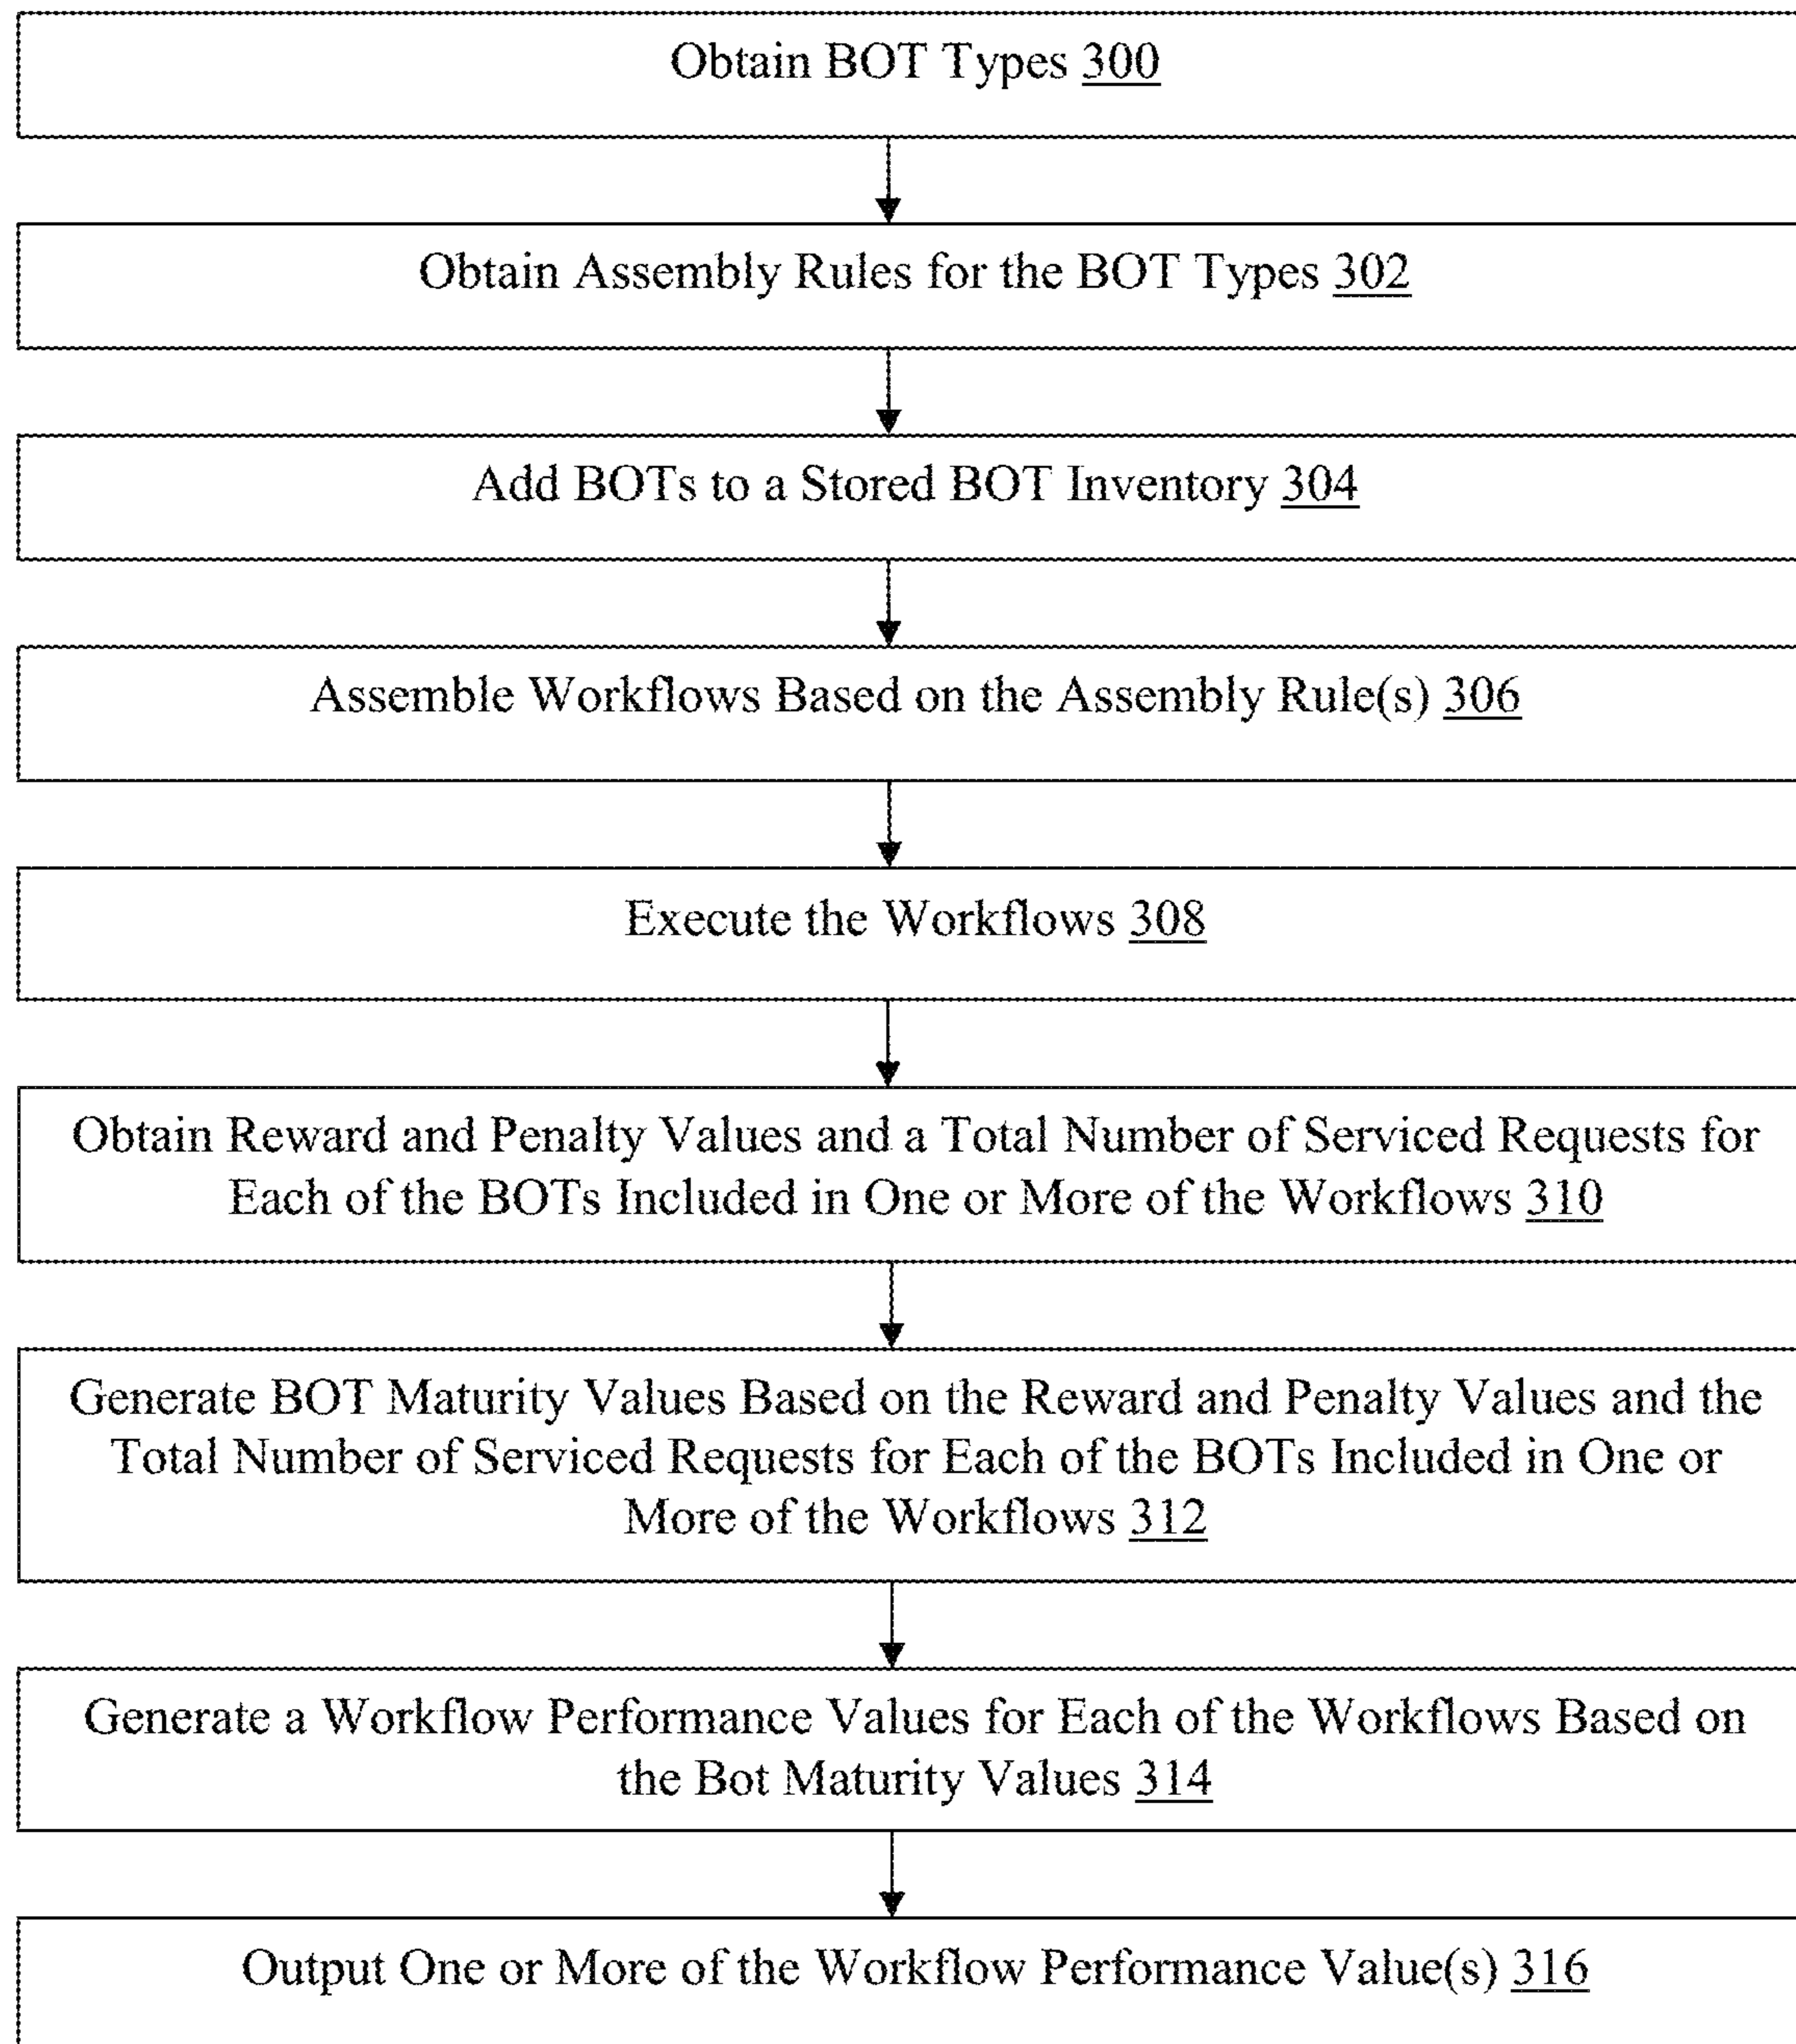 Obtain BOT Types 300
Obtain Assembly Rules for the BOT Types 302
Add BOTs to a Stored BOT Inventory 304
Assemble Workflows Based on the Assembly Rule(s) 306
Execute the Workflows 308
Obtain Reward and Penalty Values and a Total Number of Serviced Requests for
Each of the BOTs Included in One or More of the Workflows 310
Generate BOT Maturity Values Based on the Reward and Penalty Values and the
Total Number of Serviced Requests for Each of the BOTs Included in One or
More of the Workflows 312
Generate a Workflow Performance Values for Each of the Workflows Based on
the Bot Maturity Values 314
Output One or More of the Workflow Performance Value(s) 316